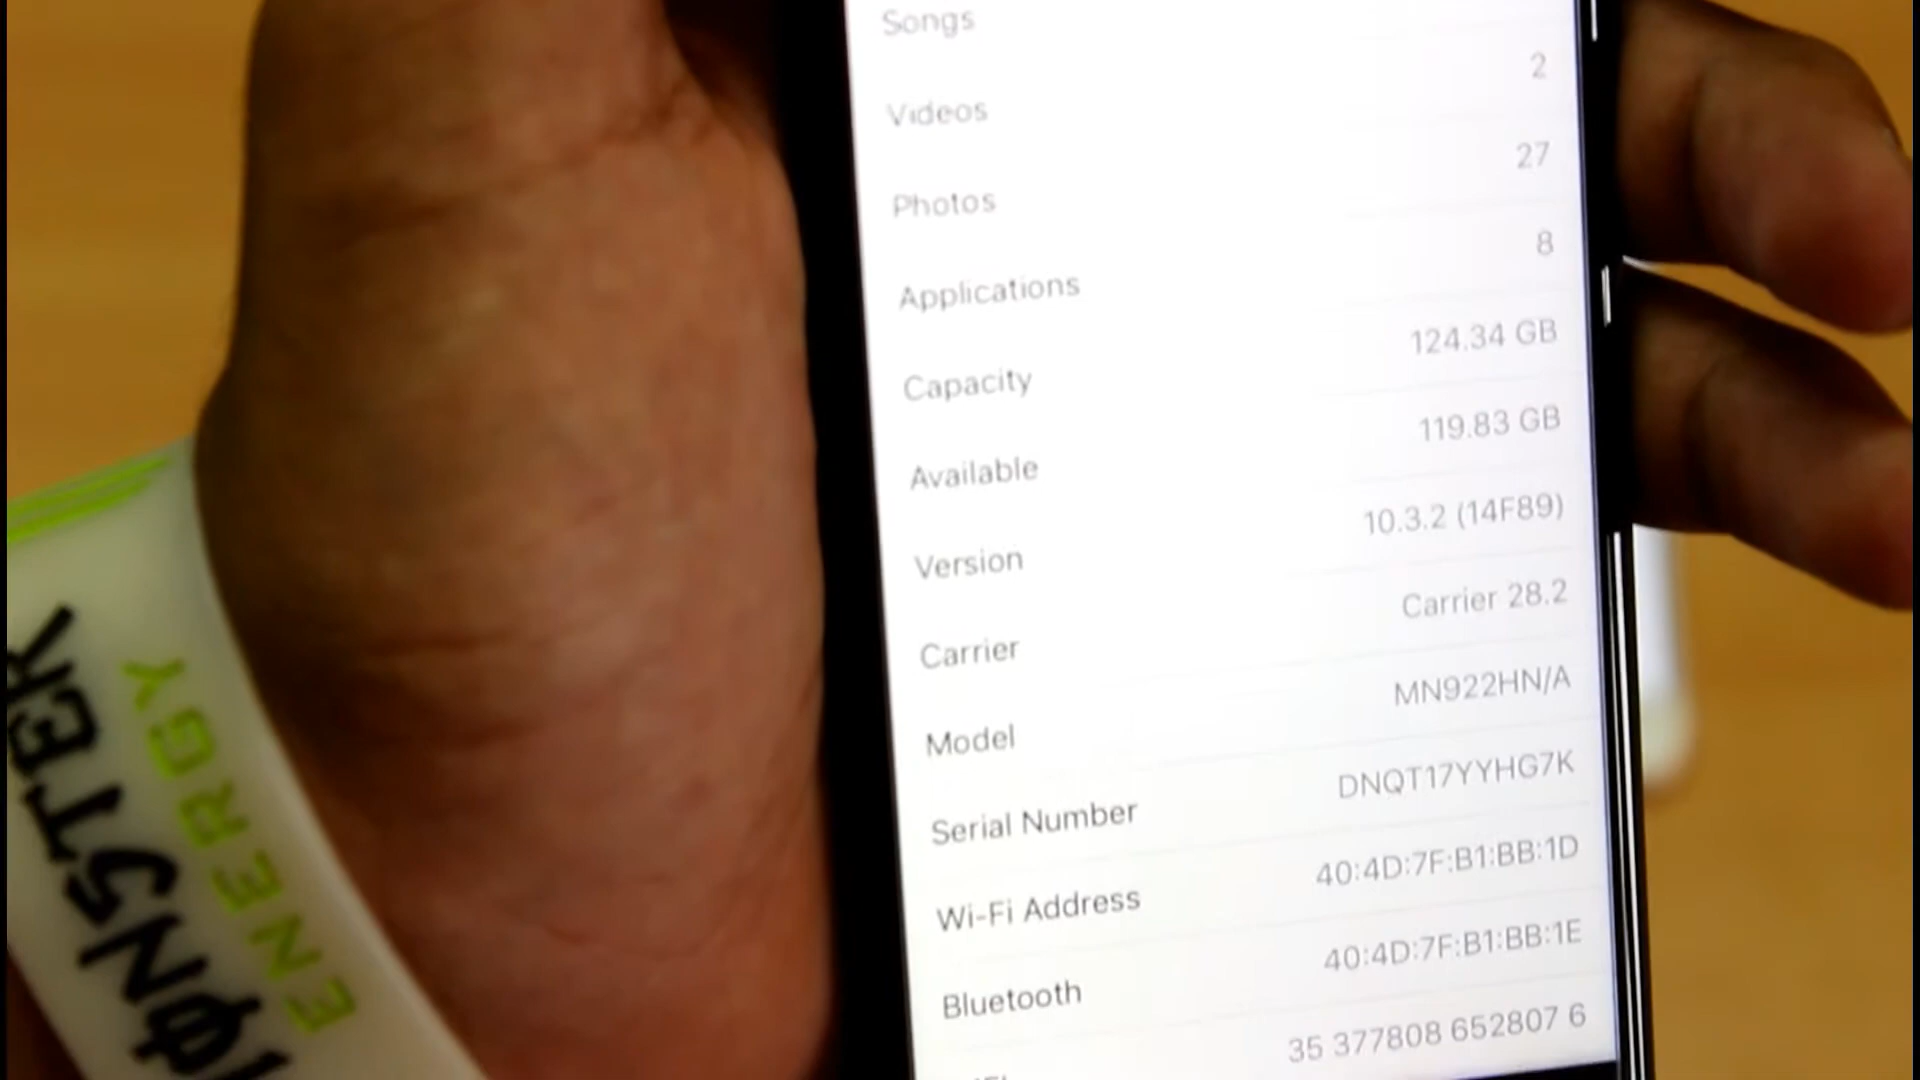 Songs
2
Videos
27
Photos
8
Applications
124.34 GB
Capacity
119.83 GB
Available
10.3.2 (14F89)
Version
Carrier 28.2
Carrier
MN922HN/A
Model
DNQT17YYHG7K
Serial Number
40:4D:7F:B1:BB:1D
Wi-Fi Address
40:4D:7F:B1:BB:1E
Bluetooth
35 377808 652807 6
MONSTER
ENERGY